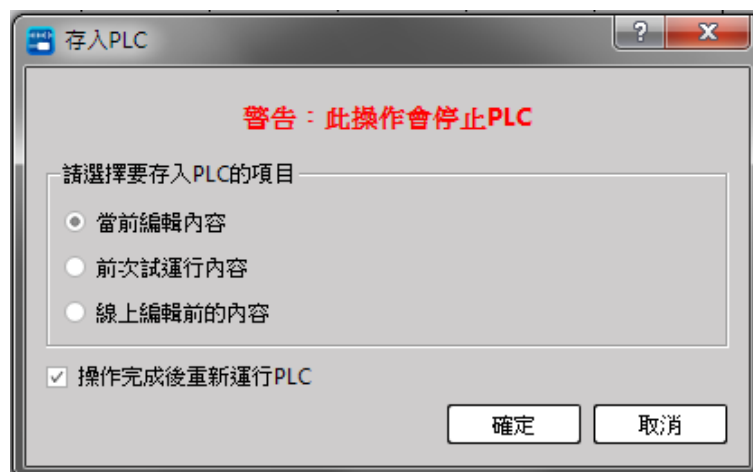 存入PLC
警告：此操作會停止PLC
請選擇要存入PLC的項目
當前編輯內容
前次試運行內容
線上編輯前的內容
操作完成後重新運行PLC
確定
取消